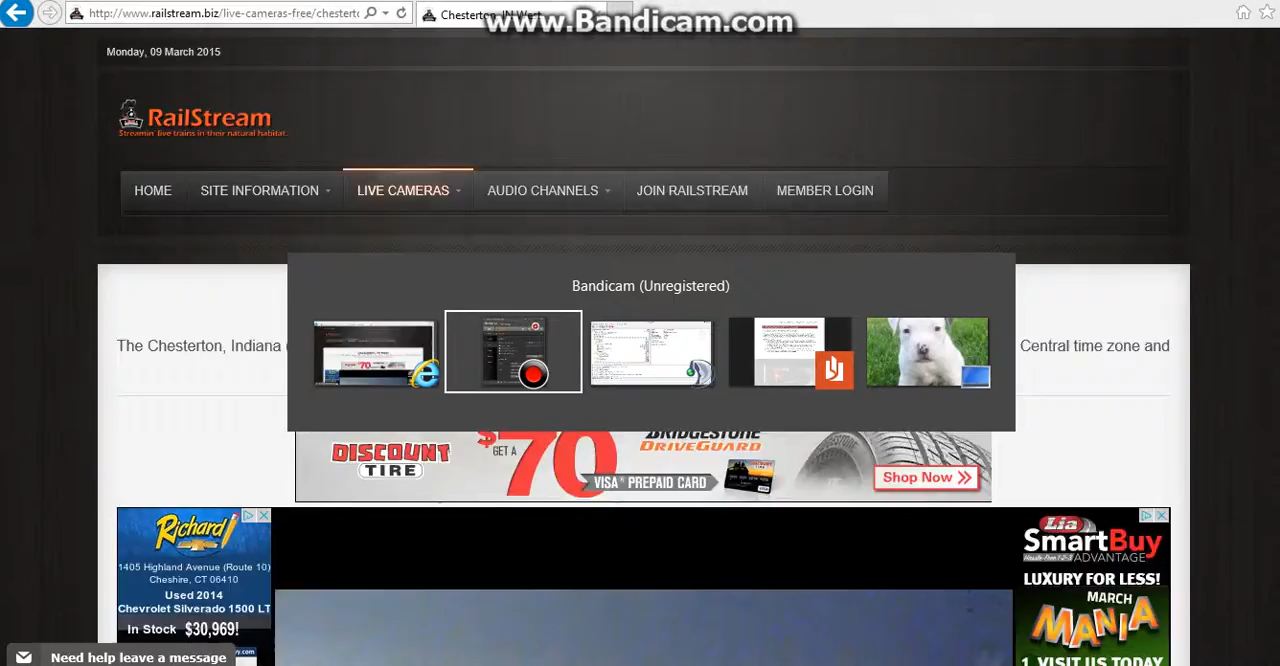 http://www.railstream.biz/live-cameras-free/chesterto
Chesterton, IN West
www.Bandicam.com
Monday, 09 March 2015
RailStream
Streamin' live trains in their natural habitat.
HOME
SITE INFORMATION
LIVE CAMERAS
AUDIO CHANNELS
JOIN RAILSTREAM
MEMBER LOGIN
Bandicam (Unregistered)
The Chesterton, Indiana
Central time zone and
DISCOUNT
TIRE
GET A
$70
BRIDGESTONE
DRIVEGUARD
VISA® PREPAID CARD
Shop Now
Richard
CHEVROLET
1405 Highland Avenue (Route 10)
Cheshire, CT 06410
Used 2014
Chevrolet Silverado 1500 LT
In Stock $30,969!
Lia
SmartBuy
ADVANTAGE
LUXURY FOR LESS!
MARCH
MANIA
1. VISIT US TODAY
Need help leave a message